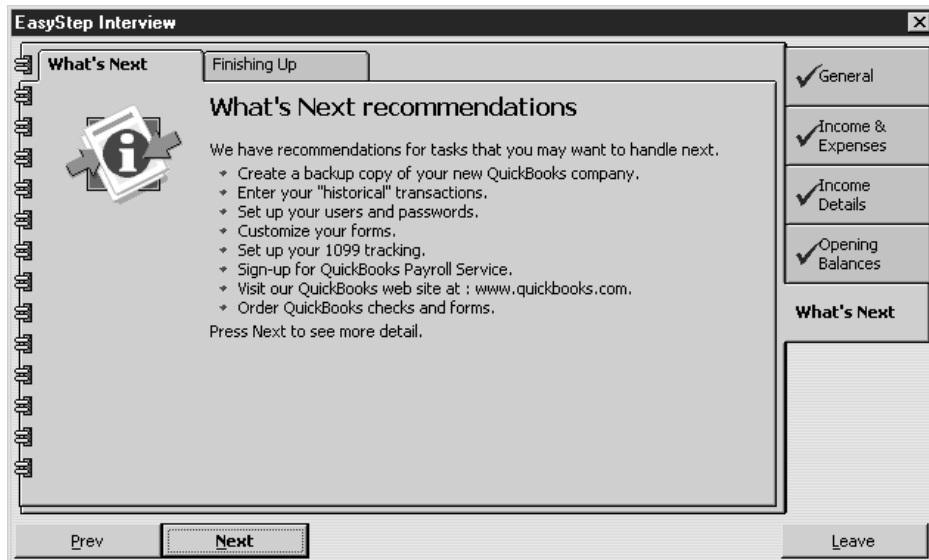 EasyStep Interview
What's Next
Finishing Up
What's Next recommendations
We have recommendations for tasks that you may want to handle next.
Create a backup copy of your new QuickBooks company.
Enter your "historical" transactions.
Set up your users and passwords.
Customize your forms.
Set up your 1099 tracking.
Sign-up for QuickBooks Payroll Service.
Visit our QuickBooks web site at : www.quickbooks.com.
Order QuickBooks checks and forms.
Press Next to see more detail.
General
Income &
Expenses
Income
Details
Opening
Balances
What's Next
Prev
Next
Leave